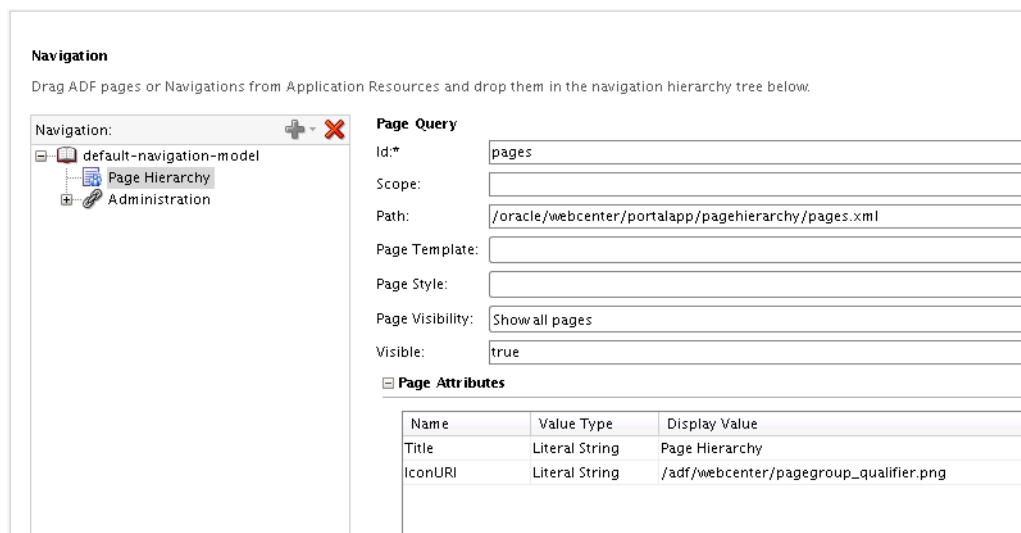 Navigation
Drag ADF pages or Navigations from Application Resources and drop them in the navigation hierarchy tree below.
Navigation:
default-navigation-model
Page Hierarchy
Administration
Page Query
Id:* pages
Scope:
Path: /oracle/webcenter/portalapp/pagehierarchy/pages.xml
Page Template:
Page Style:
Page Visibility: Show all pages
Visible: true
Page Attributes
Name Value Type Display Value
Title Literal String Page Hierarchy
IconURI Literal String /adf/webcenter/pagegroup_qualifier.png